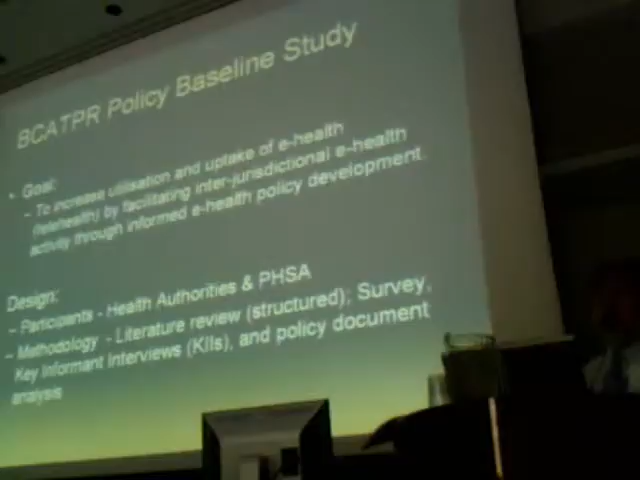 BCATPR Policy Baseline Study
• Goal:
– To increase utilisation and uptake of e-health
(telehealth) by facilitating inter-jurisdictional e-health
activity through informed e-health policy development.
Design:
– Participants - Health Authorities & PHSA
– Methodology - Literature review (structured); Survey,
Key Informant Interviews (KIIs), and policy document
analysis